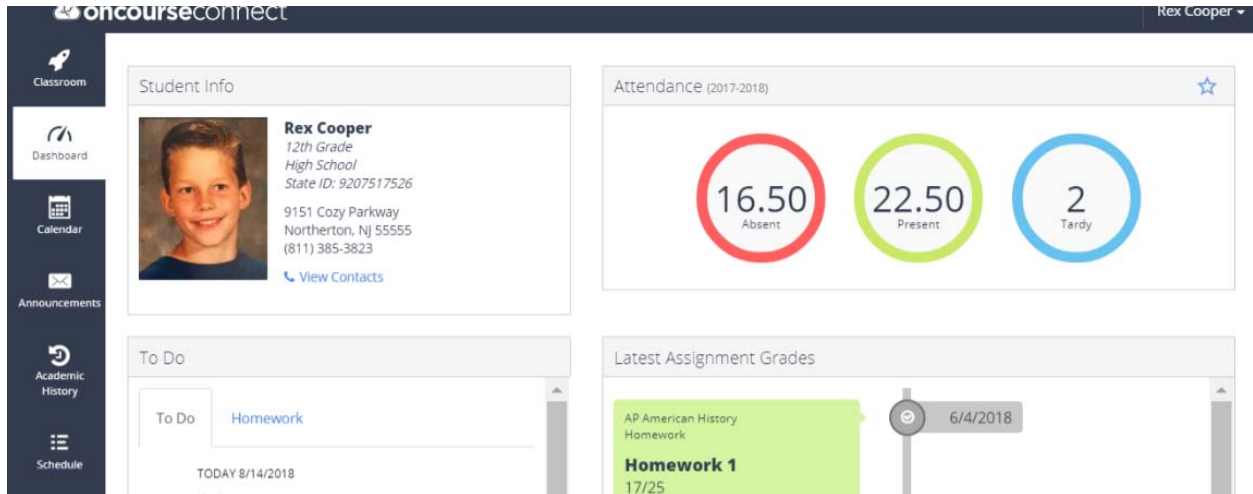 oncourseconnect
Rex Cooper
Classroom
Dashboard
Calendar
Announcements
Academic
History
Schedule
Student Info
Rex Cooper
12th Grade
High School
State ID: 9207517526
9151 Cozy Parkway
Northerton, NJ 55555
(811) 385-3823
View Contacts
Attendance (2017-2018)
16.50
Absent
22.50
Present
2
Tardy
To Do
To Do Homework
TODAY 8/14/2018
Latest Assignment Grades
AP American History
Homework
Homework 1
17/25
6/4/2018